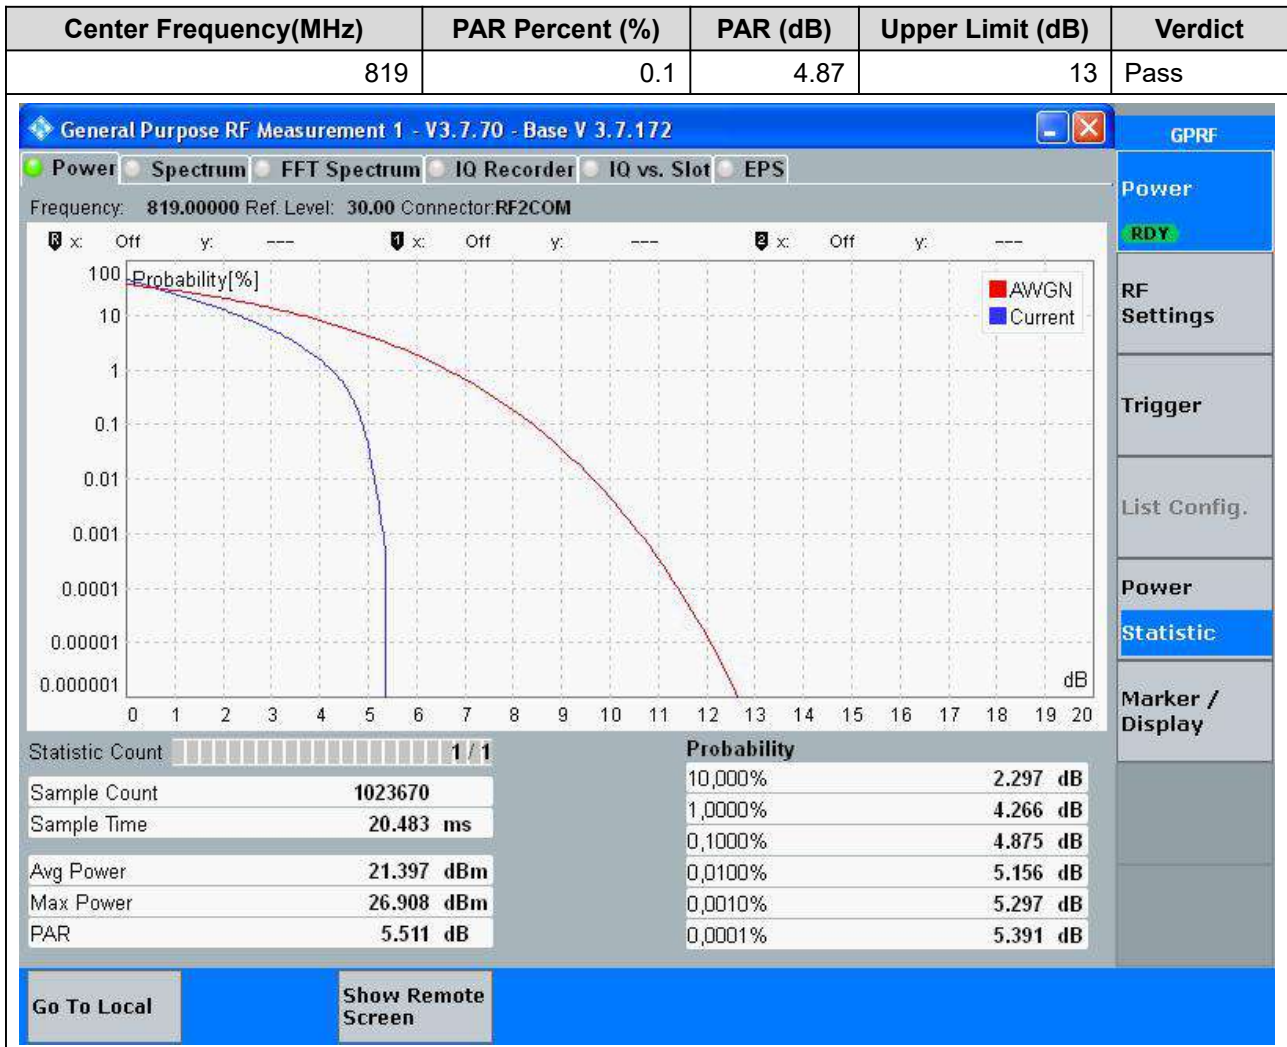 Center Frequency(MHz) PAR Percent (%) PAR (dB) Upper Limit (dB) Verdict
819 0.1 4.87 13 Pass
General Purpose RF Measurement 1 - V3.7.70 - Base V 3.7.172
GPRF
Power Spectrum FFT Spectrum IQ Recorder IQ vs. Slot EPS
Frequency: 819.00000 Ref. Level: 30.00 Connector:RF2COM
R x: Off y: --- 1 x: Off y: --- 2 x: Off y: ---
Probability[%]
AWGN
Current
100
10
1
0.1
0.01
0.001
0.0001
0.00001
0.000001
dB
0 1 2 3 4 5 6 7 8 9 10 11 12 13 14 15 16 17 18 19 20
Power
RDY
RF
Settings
Trigger
List Config.
Power
Statistic
Marker /
Display
Statistic Count 1 / 1
Sample Count 1023670
Sample Time 20.483 ms
Avg Power 21.397 dBm
Max Power 26.908 dBm
PAR 5.511 dB
Probability
10,000% 2.297 dB
1,0000% 4.266 dB
0,1000% 4.875 dB
0,0100% 5.156 dB
0,0010% 5.297 dB
0,0001% 5.391 dB
Go To Local
Show Remote
Screen